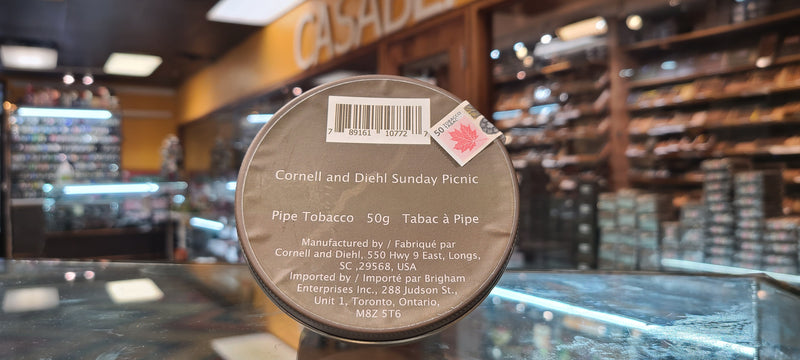 CASADEL
7 89161 10772 7
50 TOBACCO
Cornell and Diehl Sunday Picnic
Pipe Tobacco 50g Tabac à Pipe
Manufactured by / Fabriqué par
Cornell and Diehl, 550 Hwy 9 East, Longs,
SC ,29568, USA
Imported by / Importé par Brigham
Enterprises Inc., 288 Judson St.,
Unit 1, Toronto, Ontario,
M8Z 5T6